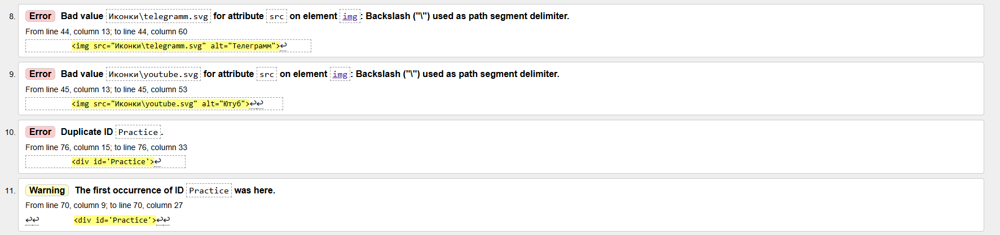 8. Error Bad value Иконки\telegramm.svg for attribute src on element img: Backslash ("\") used as path segment delimiter.
From line 44, column 13; to line 44, column 60
<img src="Иконки\telegramm.svg" alt="Телеграмм">↩
9. Error Bad value Иконки\youtube.svg for attribute src on element img: Backslash ("\") used as path segment delimiter.
From line 45, column 13; to line 45, column 53
<img src="Иконки\youtube.svg" alt="Ютуб">↩↩
10. Error Duplicate ID Practice.
From line 76, column 15; to line 76, column 33
<div id='Practice'>↩
11. Warning The first occurrence of ID Practice was here.
From line 70, column 9; to line 70, column 27
↩↩ <div id='Practice'>↩↩